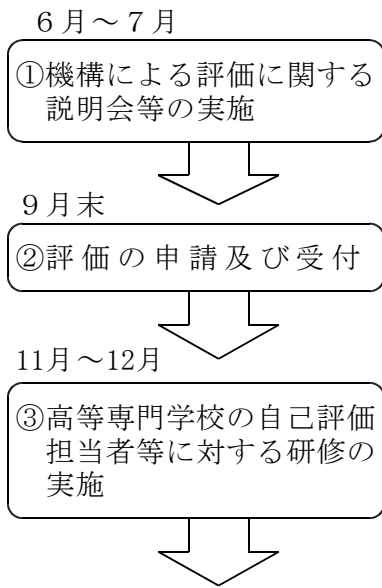 ６月～７月
①機構による評価に関する
説明会等の実施
９月末
②評価の申請及び受付
11月～12月
③高等専門学校の自己評価
担当者等に対する研修の
実施